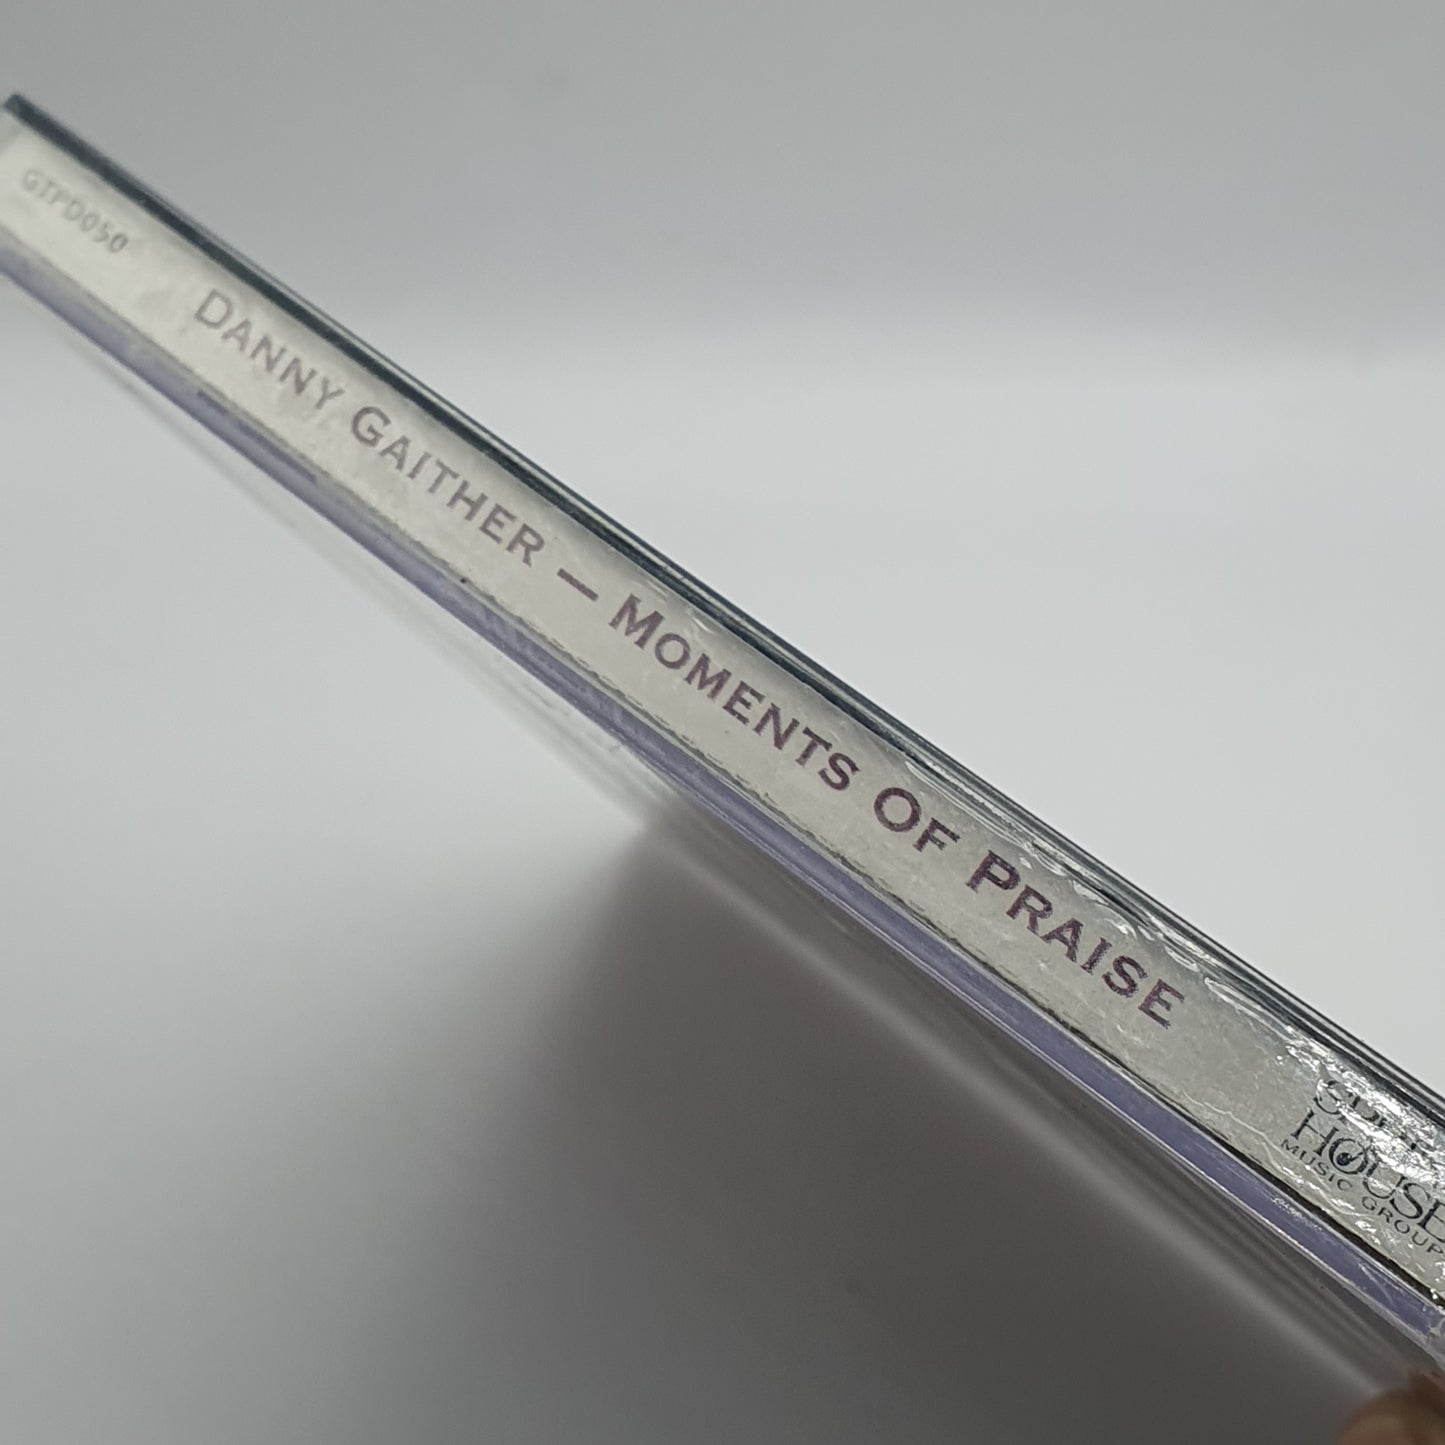 GTPD050 DANNY GAITHER — MOMENTS OF PRAISE
HOUSE
MUSIC GROUP